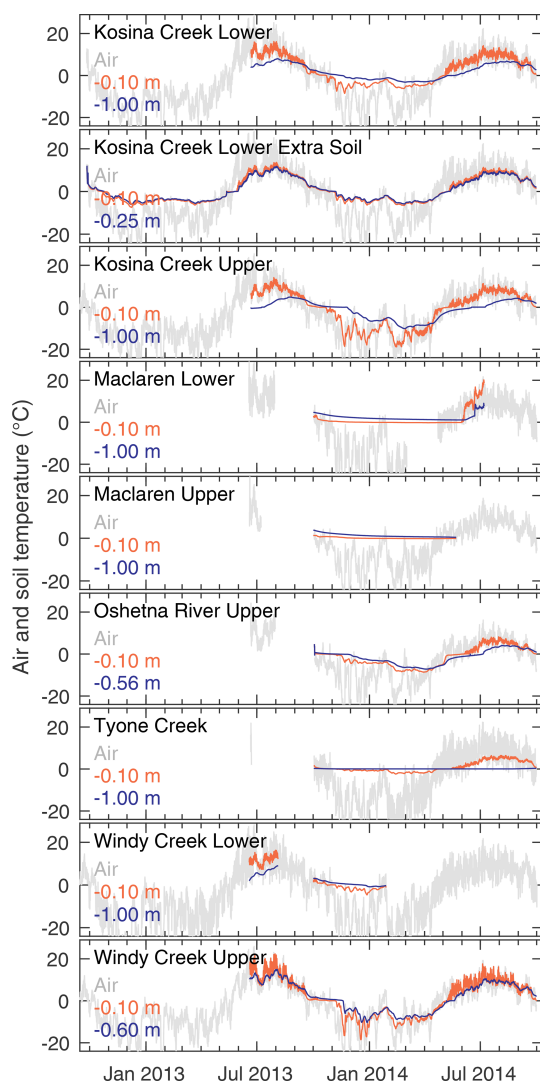 Kosina Creek Lower
20
Air
0
-0.10 m
-1.00 m
-20
Kosina Creek Lower Extra Soil
20
Air
0
-0.10 m
-0.25 m
-20
Kosina Creek Upper
20
Air
0
-0.10 m
-1.00 m
-20
Maclaren Lower
20
Air
0
-0.10 m
-1.00 m
-20
Maclaren Upper
20
Air
0
-0.10 m
-1.00 m
-20
Oshetna River Upper
20
Air
0
-0.10 m
-0.56 m
-20
Tyone Creek
20
Air
0
-0.10 m
-1.00 m
-20
Windy Creek Lower
20
Air
0
-0.10 m
-1.00 m
-20
Windy Creek Upper
20
Air
0
-0.10 m
-0.60 m
-20
Jan 2013 Jul 2013 Jan 2014 Jul 2014
Air and soil temperature (°C)